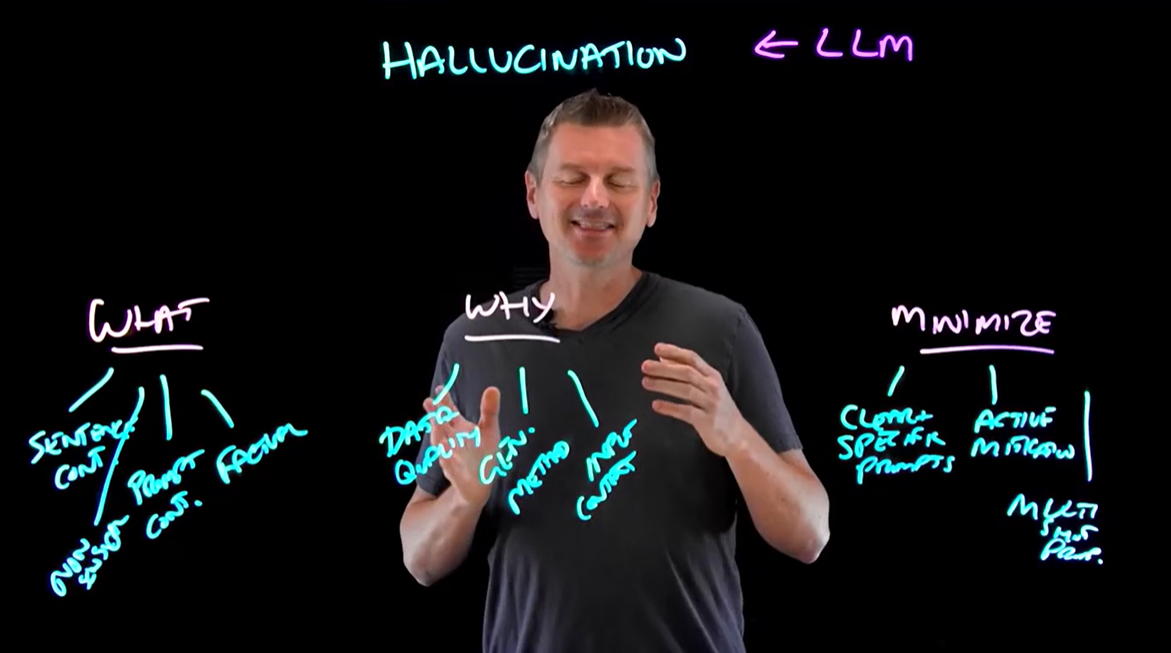 HALLUCINATION ← LLM
WHAT
SENTENCE
CONT.
NON
SENSICAL
PROMPT
CONT.
FACTUAL
WHY
DATA
QUALITY
GEN.
METHOD
INPUT
CONTEXT
MINIMIZE
CLEAR +
SPECIFIC
PROMPTS
ACTIVE
MITIGATION
MULTI
SHOT
PROMP.